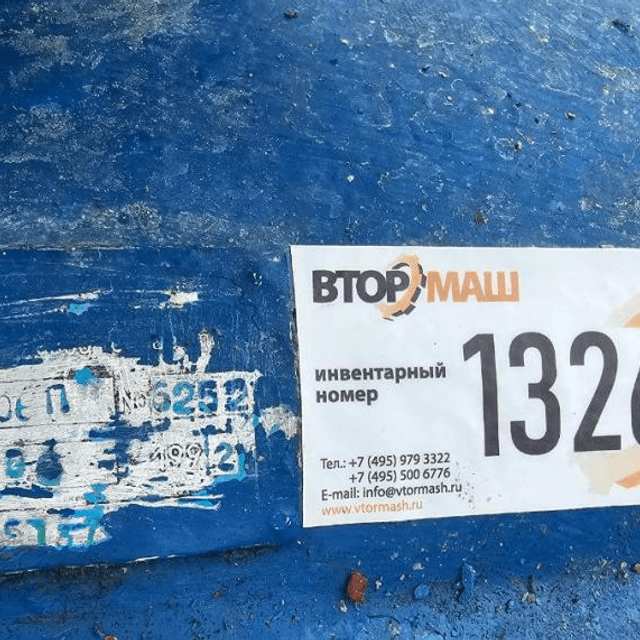 ВТОРМАШ
инвентарный
номер
132
Тел.: +7 (495) 979 3322
+7 (495) 500 6776
E-mail: info@vtormash.ru
www.vtormash.ru
№6252
1992